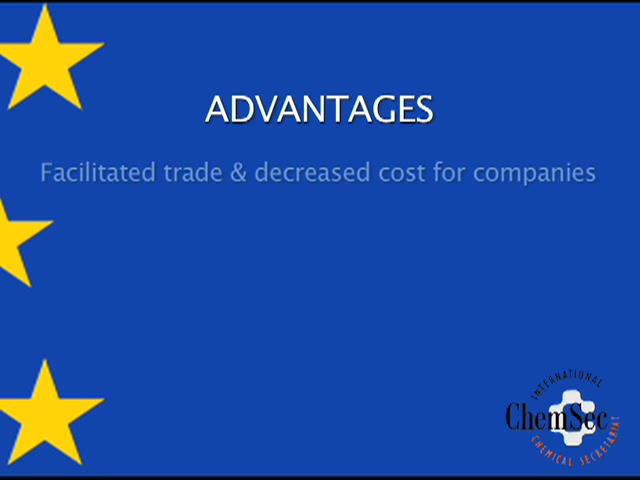 ADVANTAGES
Facilitated trade & decreased cost for companies
INTERNATIONAL
ChemSec
CHEMICAL SECRETARIAT